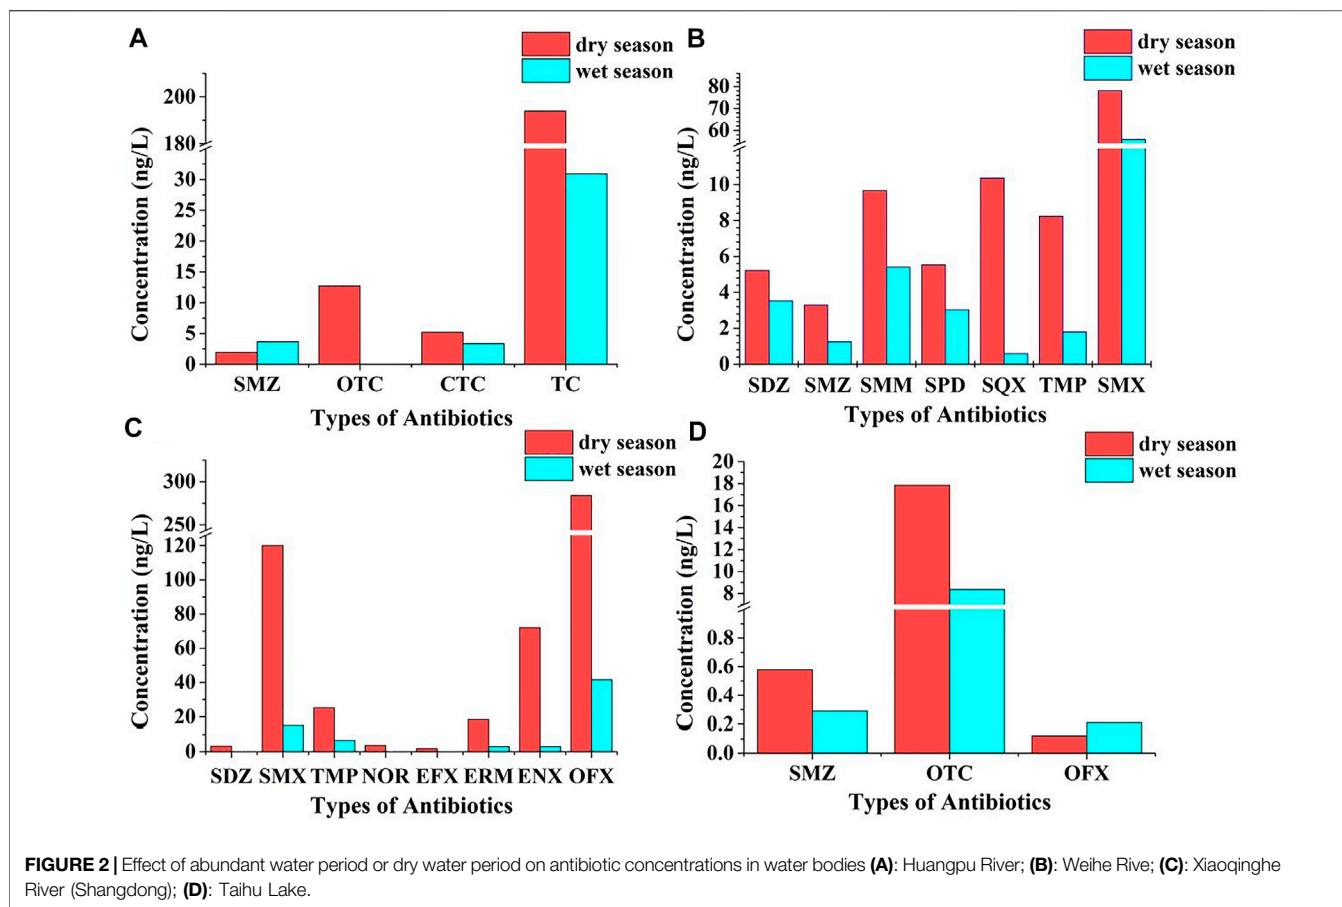 A
dry season
wet season
Concentration (ng/L)
200
180
30
25
20
15
10
5
0
SMZ OTC CTC TC
Types of Antibiotics
B
dry season
wet season
Concentration (ng/L)
80
70
60
10
8
6
4
2
0
SDZ SMZ SMM SPD SQX TMP SMX
Types of Antibiotics
C
dry season
wet season
Concentration (ng/L)
300
250
120
100
80
60
40
20
0
SDZ SMX TMP NOR EFX ERM ENX OFX
Types of Antibiotics
D
dry season
wet season
Concentration (ng/L)
20
18
16
14
12
10
8
0.8
0.6
0.4
0.2
0.0
SMZ OTC OFX
Types of Antibiotics
FIGURE 2 | Effect of abundant water period or dry water period on antibiotic concentrations in water bodies (A): Huangpu River; (B): Weihe Rive; (C): Xiaoqinghe
River (Shangdong); (D): Taihu Lake.